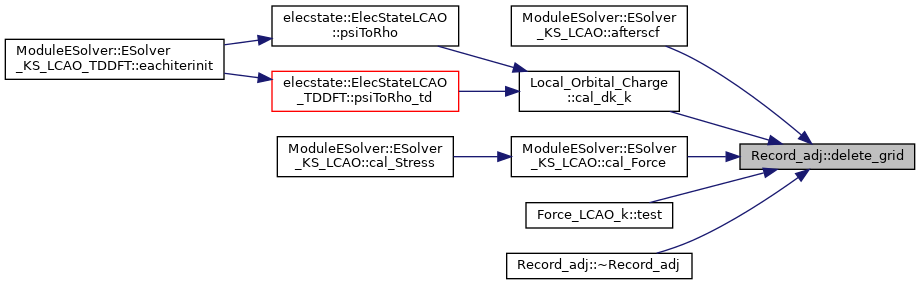 ModuleESolver::ESolver
_KS_LCAO_TDDFT::eachiterinit
elecstate::ElecStateLCAO
::psiToRho
elecstate::ElecStateLCAO
_TDDFT::psiToRho_td
ModuleESolver::ESolver
_KS_LCAO::cal_Stress
ModuleESolver::ESolver
_KS_LCAO::afterscf
Local_Orbital_Charge
::cal_dk_k
ModuleESolver::ESolver
_KS_LCAO::cal_Force
Force_LCAO_k::test
Record_adj::~Record_adj
Record_adj::delete_grid